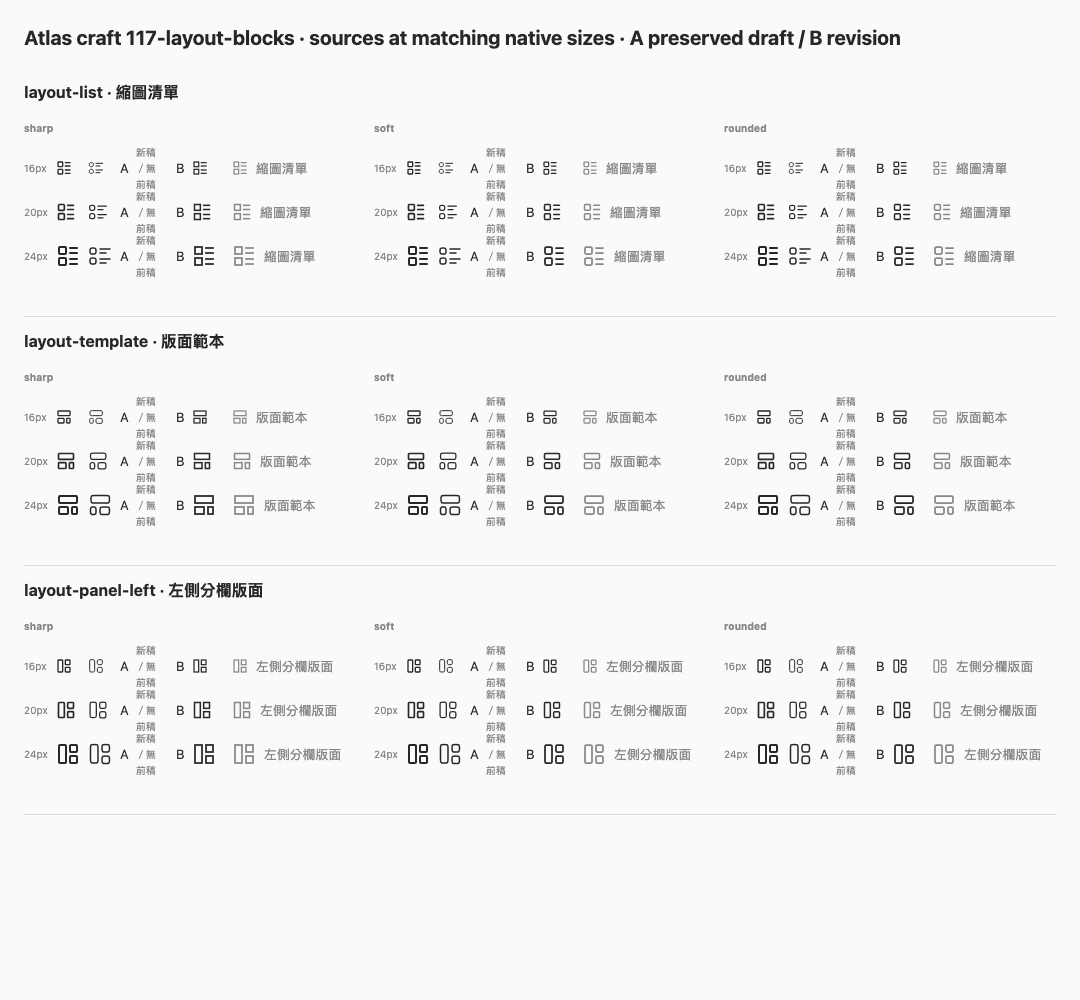 Atlas craft 117-layout-blocks · sources at matching native sizes · A preserved draft / B revision
layout-list · 縮圖清單
sharp
16px A 新稿 / 無前稿 B 縮圖清單
20px A 新稿 / 無前稿 B 縮圖清單
24px A 新稿 / 無前稿 B 縮圖清單
soft
16px A 新稿 / 無前稿 B 縮圖清單
20px A 新稿 / 無前稿 B 縮圖清單
24px A 新稿 / 無前稿 B 縮圖清單
rounded
16px A 新稿 / 無前稿 B 縮圖清單
20px A 新稿 / 無前稿 B 縮圖清單
24px A 新稿 / 無前稿 B 縮圖清單
layout-template · 版面範本
sharp
16px A 新稿 / 無前稿 B 版面範本
20px A 新稿 / 無前稿 B 版面範本
24px A 新稿 / 無前稿 B 版面範本
soft
16px A 新稿 / 無前稿 B 版面範本
20px A 新稿 / 無前稿 B 版面範本
24px A 新稿 / 無前稿 B 版面範本
rounded
16px A 新稿 / 無前稿 B 版面範本
20px A 新稿 / 無前稿 B 版面範本
24px A 新稿 / 無前稿 B 版面範本
layout-panel-left · 左側分欄版面
sharp
16px A 新稿 / 無前稿 B 左側分欄版面
20px A 新稿 / 無前稿 B 左側分欄版面
24px A 新稿 / 無前稿 B 左側分欄版面
soft
16px A 新稿 / 無前稿 B 左側分欄版面
20px A 新稿 / 無前稿 B 左側分欄版面
24px A 新稿 / 無前稿 B 左側分欄版面
rounded
16px A 新稿 / 無前稿 B 左側分欄版面
20px A 新稿 / 無前稿 B 左側分欄版面
24px A 新稿 / 無前稿 B 左側分欄版面